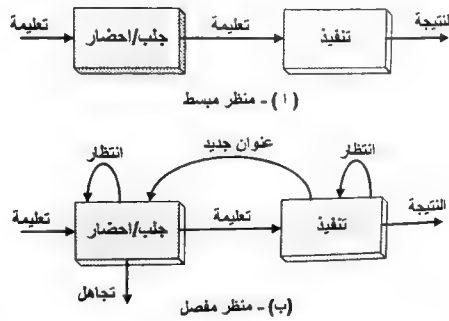 تعليمة
جلب/احضار
تعليمة
تنفيذ
النتيجة
(ا) - منظر مبسط
عنوان جديد
انتظار
انتظار
تعليمة
جلب/احضار
تعليمة
تنفيذ
النتيجة
تجاهل
(ب) - منظر مفصل